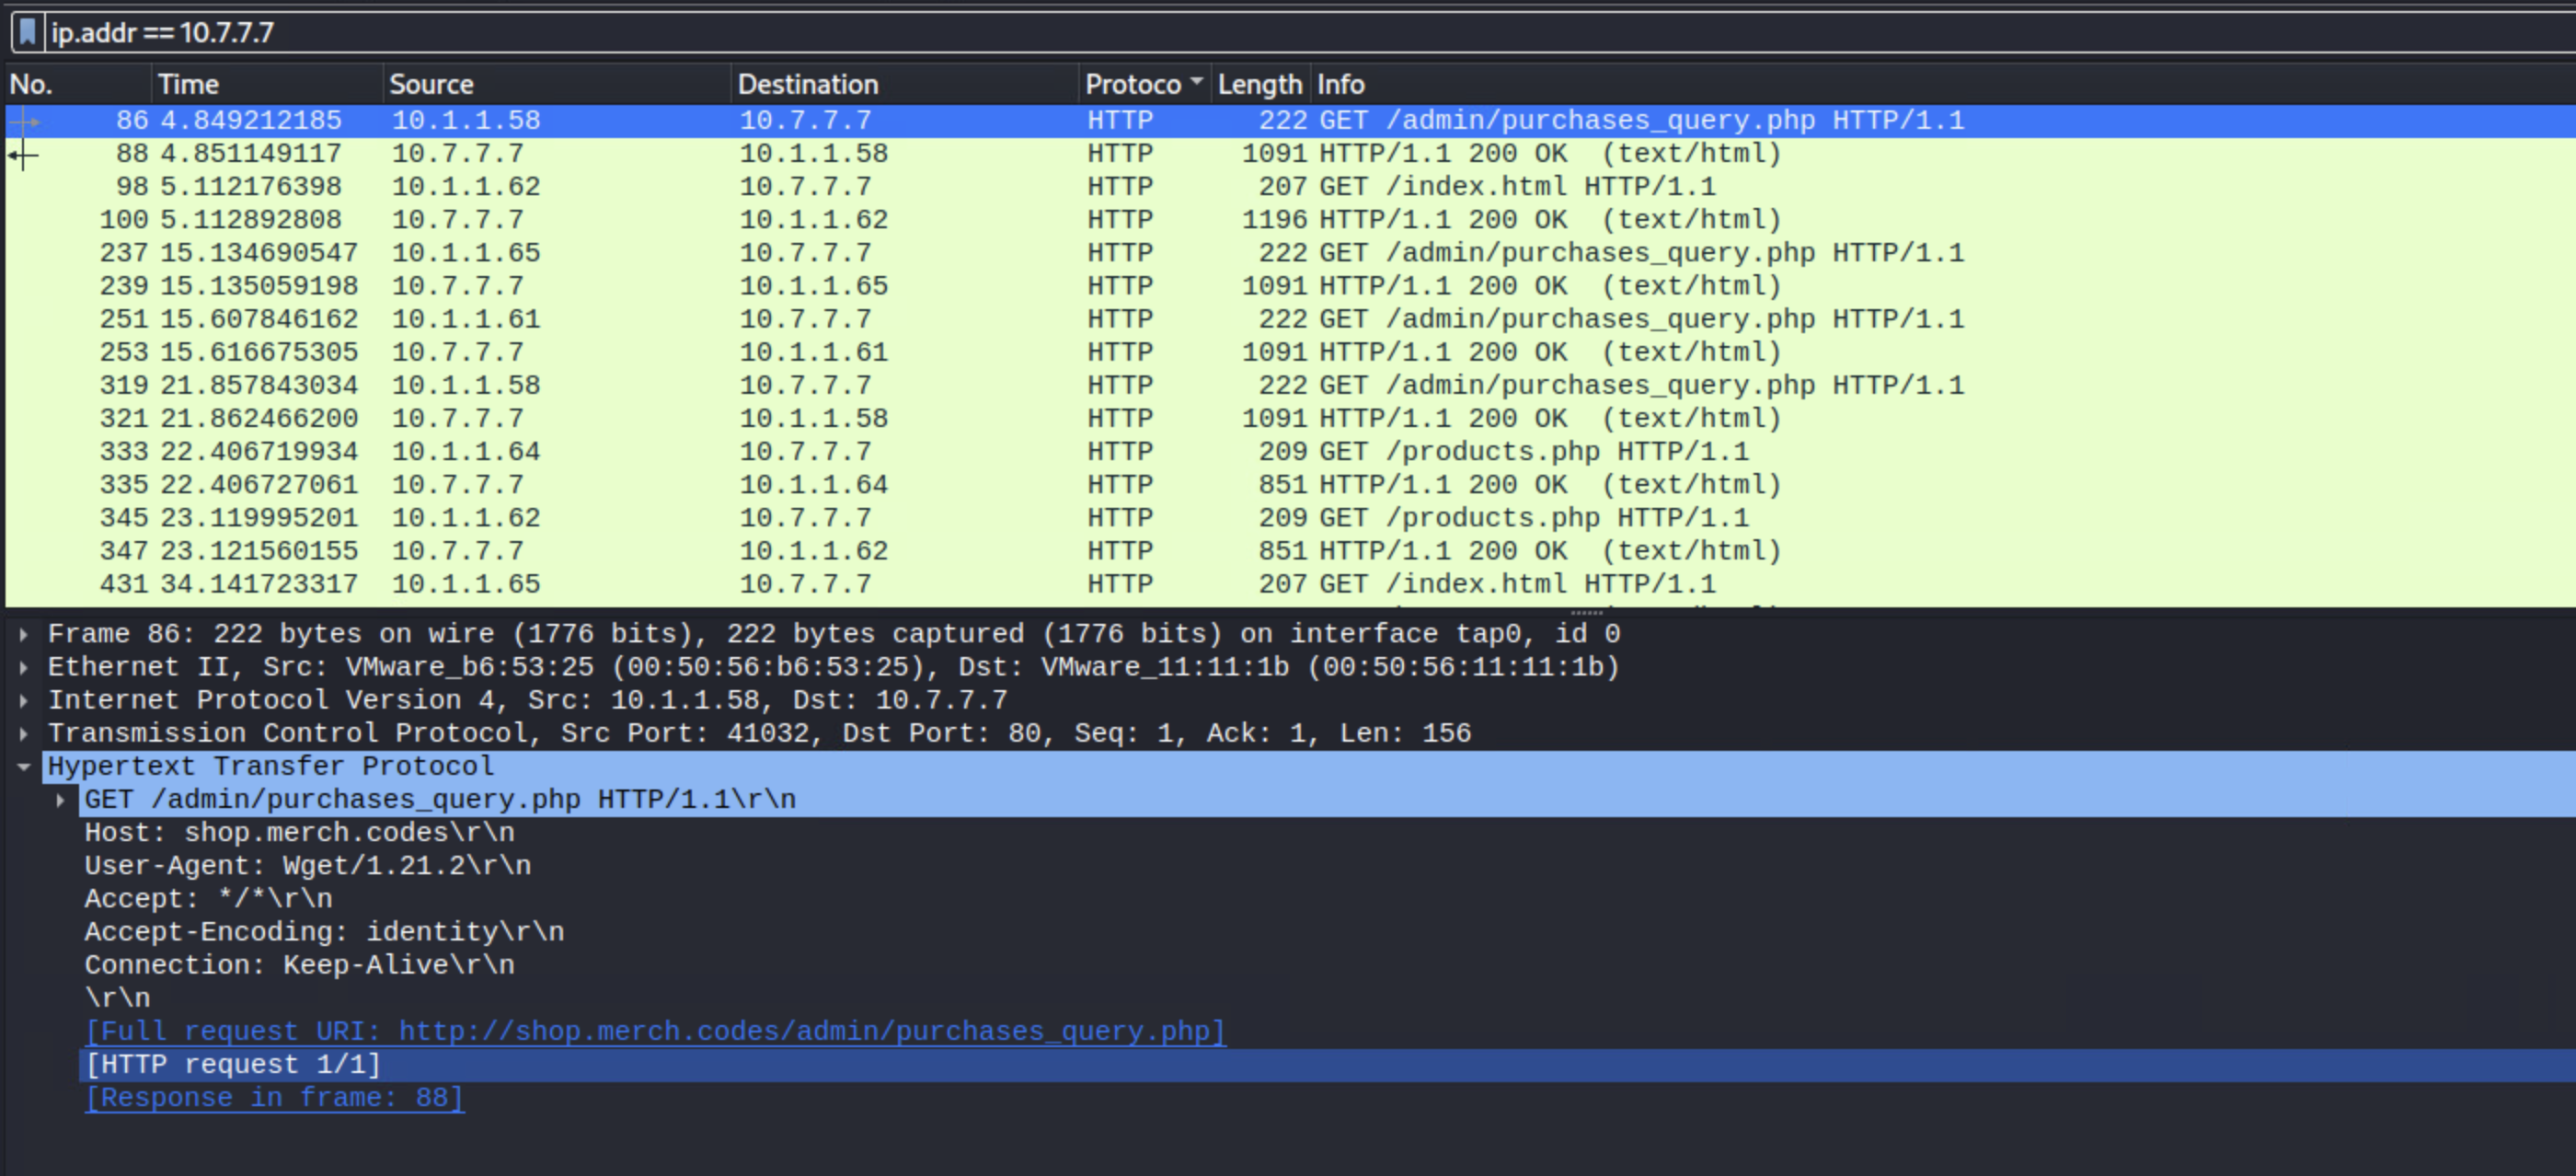 ip.addr == 10.7.7.7
No. Time Source Destination Protoco Length Info
86 4.849212185 10.1.1.58 10.7.7.7 HTTP 222 GET /admin/purchases_query.php HTTP/1.1
88 4.851149117 10.7.7.7 10.1.1.58 HTTP 1091 HTTP/1.1 200 OK  (text/html)
98 5.112176398 10.1.1.62 10.7.7.7 HTTP 207 GET /index.html HTTP/1.1
100 5.112892808 10.7.7.7 10.1.1.62 HTTP 1196 HTTP/1.1 200 OK  (text/html)
237 15.134690547 10.1.1.65 10.7.7.7 HTTP 222 GET /admin/purchases_query.php HTTP/1.1
239 15.135059198 10.7.7.7 10.1.1.65 HTTP 1091 HTTP/1.1 200 OK  (text/html)
251 15.607846162 10.1.1.61 10.7.7.7 HTTP 222 GET /admin/purchases_query.php HTTP/1.1
253 15.616675305 10.7.7.7 10.1.1.61 HTTP 1091 HTTP/1.1 200 OK  (text/html)
319 21.857843034 10.1.1.58 10.7.7.7 HTTP 222 GET /admin/purchases_query.php HTTP/1.1
321 21.862466200 10.7.7.7 10.1.1.58 HTTP 1091 HTTP/1.1 200 OK  (text/html)
333 22.406719934 10.1.1.64 10.7.7.7 HTTP 209 GET /products.php HTTP/1.1
335 22.406727061 10.7.7.7 10.1.1.64 HTTP 851 HTTP/1.1 200 OK  (text/html)
345 23.119995201 10.1.1.62 10.7.7.7 HTTP 209 GET /products.php HTTP/1.1
347 23.121560155 10.7.7.7 10.1.1.62 HTTP 851 HTTP/1.1 200 OK  (text/html)
431 34.141723317 10.1.1.65 10.7.7.7 HTTP 207 GET /index.html HTTP/1.1
Frame 86: 222 bytes on wire (1776 bits), 222 bytes captured (1776 bits) on interface tap0, id 0
Ethernet II, Src: VMware_b6:53:25 (00:50:56:b6:53:25), Dst: VMware_11:11:1b (00:50:56:11:11:1b)
Internet Protocol Version 4, Src: 10.1.1.58, Dst: 10.7.7.7
Transmission Control Protocol, Src Port: 41032, Dst Port: 80, Seq: 1, Ack: 1, Len: 156
Hypertext Transfer Protocol
GET /admin/purchases_query.php HTTP/1.1\r\n
Host: shop.merch.codes\r\n
User-Agent: Wget/1.21.2\r\n
Accept: */*\r\n
Accept-Encoding: identity\r\n
Connection: Keep-Alive\r\n
\r\n
[Full request URI: http://shop.merch.codes/admin/purchases_query.php]
[HTTP request 1/1]
[Response in frame: 88]